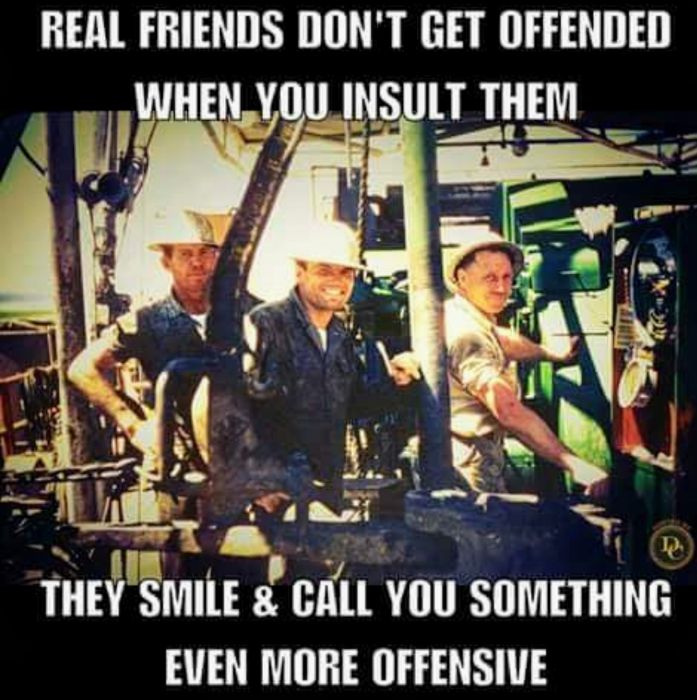 REAL FRIENDS DON'T GET OFFENDED
WHEN YOU INSULT THEM
THEY SMILE & CALL YOU SOMETHING
EVEN MORE OFFENSIVE